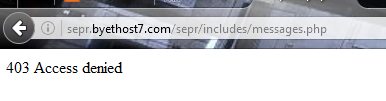 sepr.byethost7.com/sepr/includes/messages.php
403 Access denied